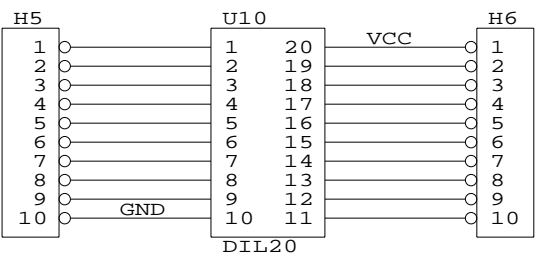 H5 U10 H6
1 1 20 VCC 1
2 2 19 2
3 3 18 3
4 4 17 4
5 5 16 5
6 6 15 6
7 7 14 7
8 8 13 8
9 9 12 9
10 GND 10 11 10
DIL20